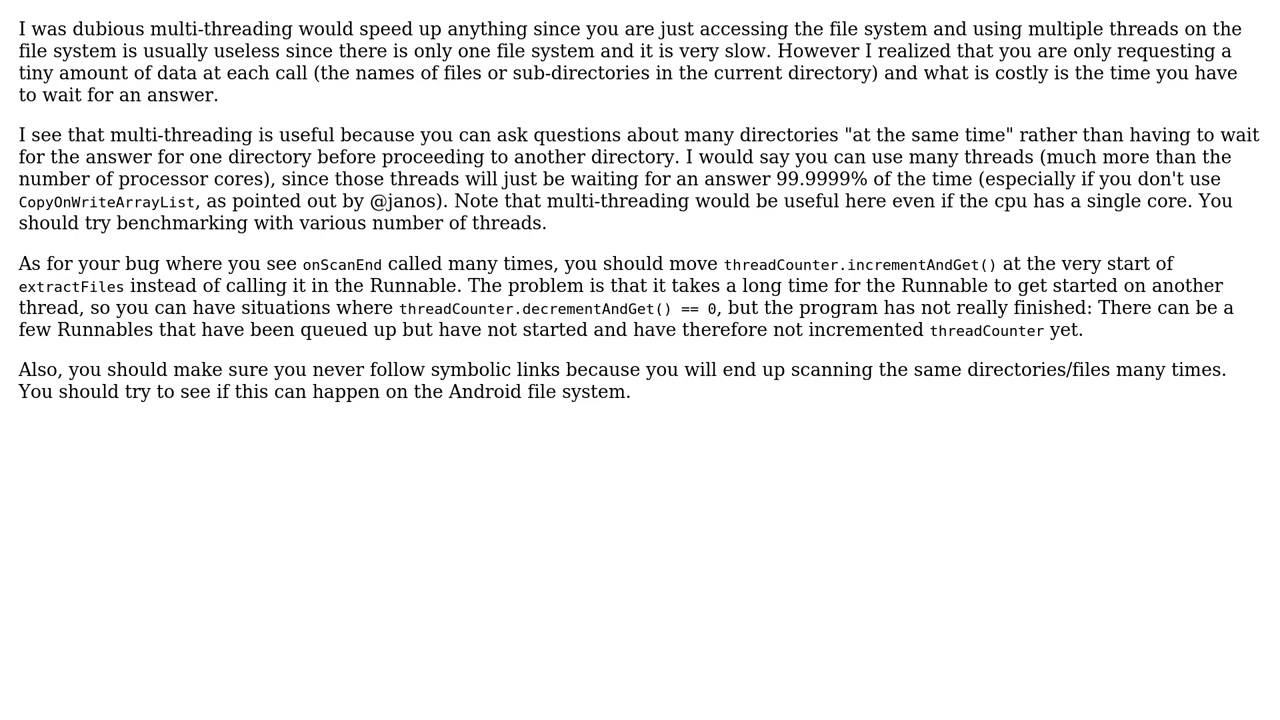 I was dubious multi-threading would speed up anything since you are just accessing the file system and using multiple threads on the
file system is usually useless since there is only one file system and it is very slow. However I realized that you are only requesting a
tiny amount of data at each call (the names of files or sub-directories in the current directory) and what is costly is the time you have
to wait for an answer.
I see that multi-threading is useful because you can ask questions about many directories "at the same time" rather than having to wait
for the answer for one directory before proceeding to another directory. I would say you can use many threads (much more than the
number of processor cores), since those threads will just be waiting for an answer 99.9999% of the time (especially if you don't use
CopyOnWriteArrayList, as pointed out by @janos). Note that multi-threading would be useful here even if the cpu has a single core. You
should try benchmarking with various number of threads.
As for your bug where you see onScanEnd called many times, you should move threadCounter.incrementAndGet() at the very start of
extractFiles instead of calling it in the Runnable. The problem is that it takes a long time for the Runnable to get started on another
thread, so you can have situations where threadCounter.decrementAndGet() == 0, but the program has not really finished: There can be a
few Runnables that have been queued up but have not started and have therefore not incremented threadCounter yet.
Also, you should make sure you never follow symbolic links because you will end up scanning the same directories/files many times.
You should try to see if this can happen on the Android file system.